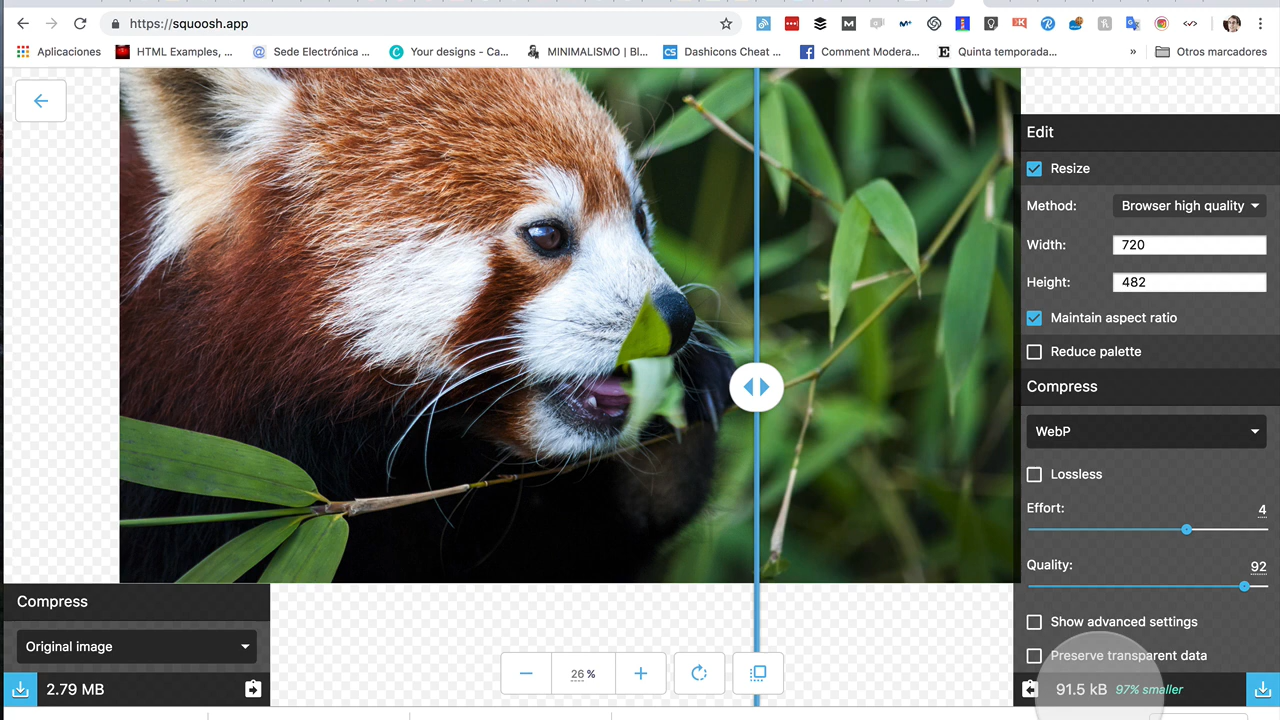 https://squoosh.app
Aplicaciones
HTML Examples, ...
Sede Electrónica ...
Your designs - Ca...
MINIMALISMO | Bl...
Dashicons Cheat ...
Comment Modera...
Quinta temporada...
»
Otros marcadores
Edit
Resize
Method: Browser high quality
Width: 720
Height: 482
Maintain aspect ratio
Reduce palette
Compress
WebP
Lossless
Effort: 4
Quality: 92
Show advanced settings
Preserve transparent data
91.5 kB 97% smaller
Compress
Original image
2.79 MB
26 %